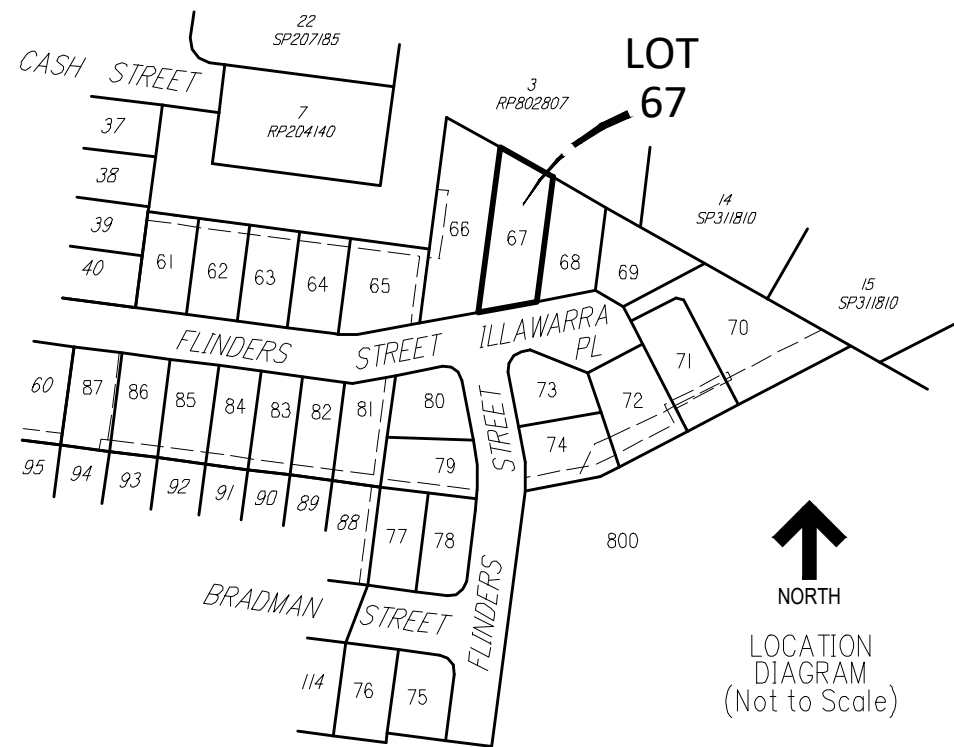 22
SP207185
CASH STREET
LOT
67
3
RP802807
7
RP204140
37
38
39
40
14
SP311810
15
SP311810
66
67
68
69
70
61
62
63
64
65
FLINDERS STREET
ILLAWARRA
PL
71
72
73
74
60
87
86
85
84
83
82
81
80
79
STREET
95
94
93
92
91
90
89
88
77
78
800
NORTH
BRADMAN STREET
FLINDERS
114
76
75
LOCATION
DIAGRAM
(Not to Scale)